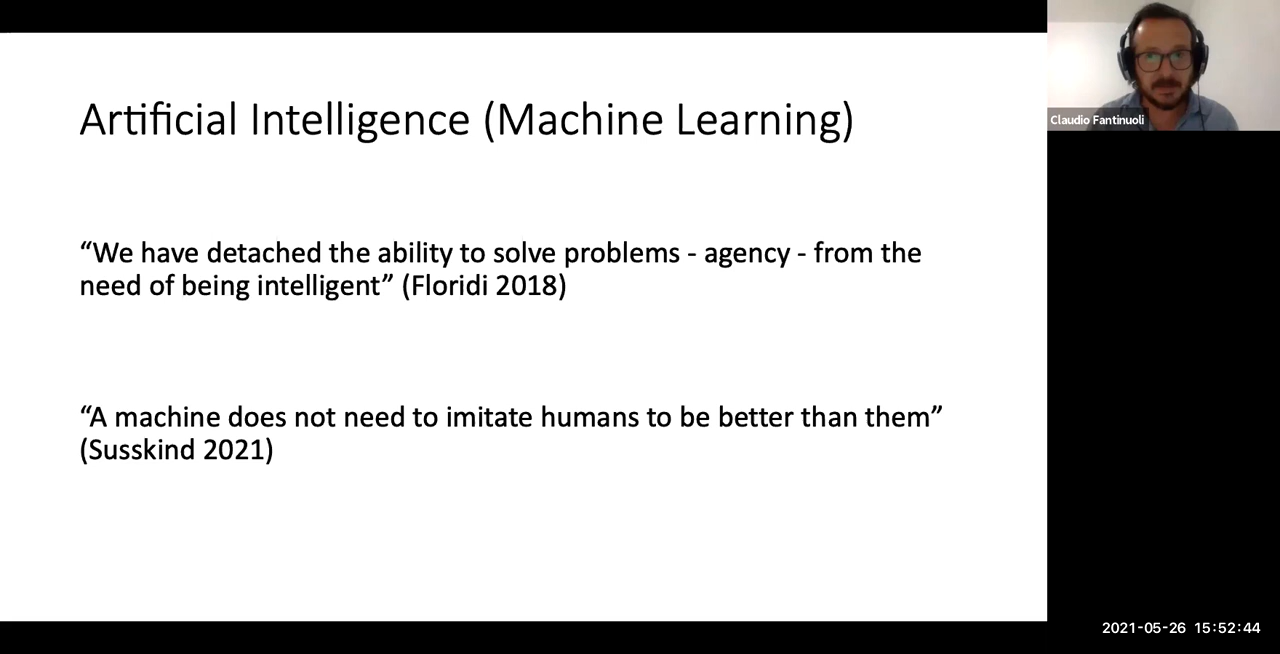 Artificial Intelligence (Machine Learning)
“We have detached the ability to solve problems - agency - from the
need of being intelligent” (Floridi 2018)
“A machine does not need to imitate humans to be better than them”
(Susskind 2021)
Claudio Fantinuoli
2021-05-26 15:52:44